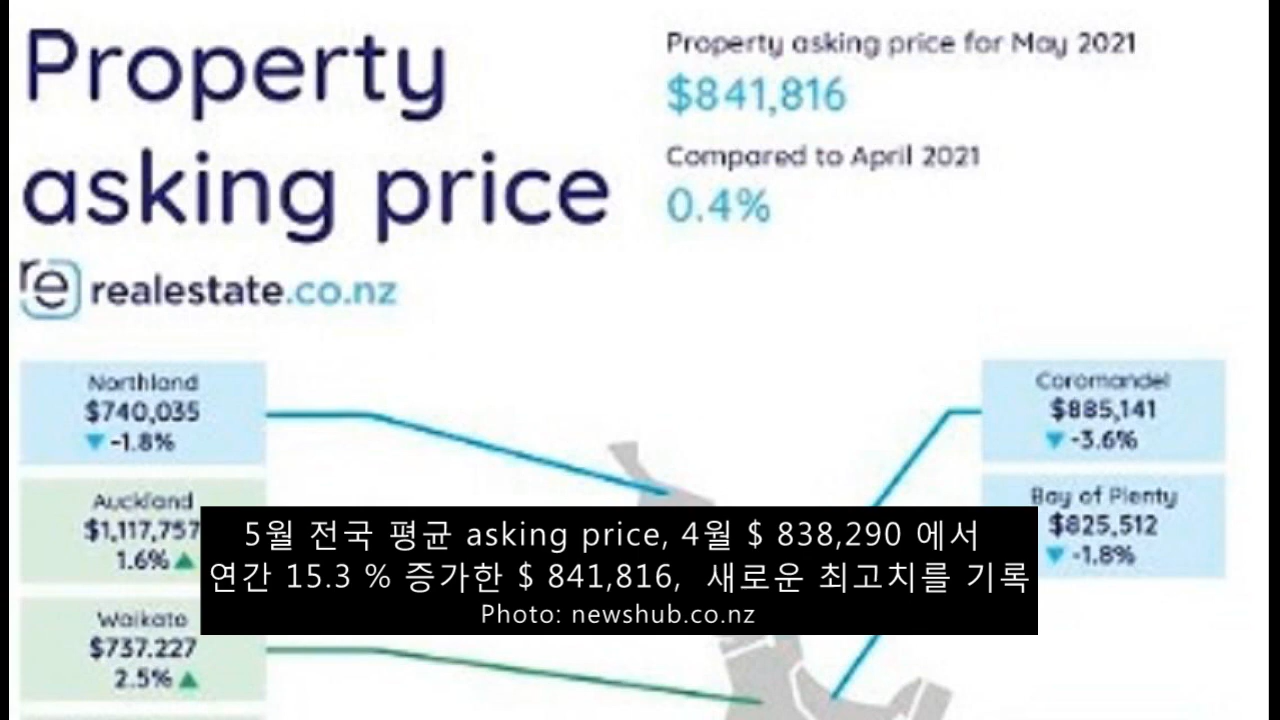 Property
asking price
realestate.co.nz
Property asking price for May 2021
$841,816
Compared to April 2021
0.4%
Northland
$740,035
▼ -1.8%
Auckland
$1,117,757
1.6% ▲
Waikato
$737.227
2.5% ▲
Coromandel
$885,141
▼ -3.6%
Bay of Plenty
$825,512
▼ -1.8%
5월 전국 평균 asking price, 4월 $ 838,290 에서
연간 15.3 % 증가한 $ 841,816, 새로운 최고치를 기록
Photo: newshub.co.nz